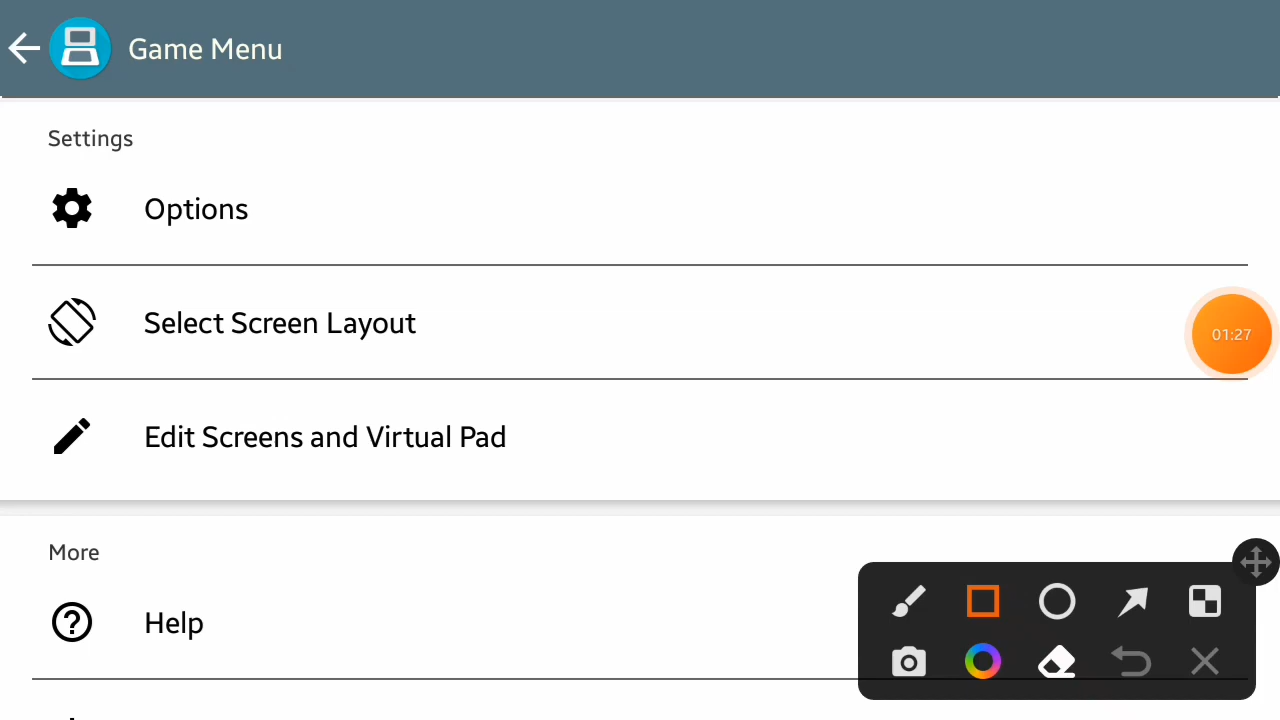 Game Menu
Settings
Options
Select Screen Layout
01:27
Edit Screens and Virtual Pad
More
Help